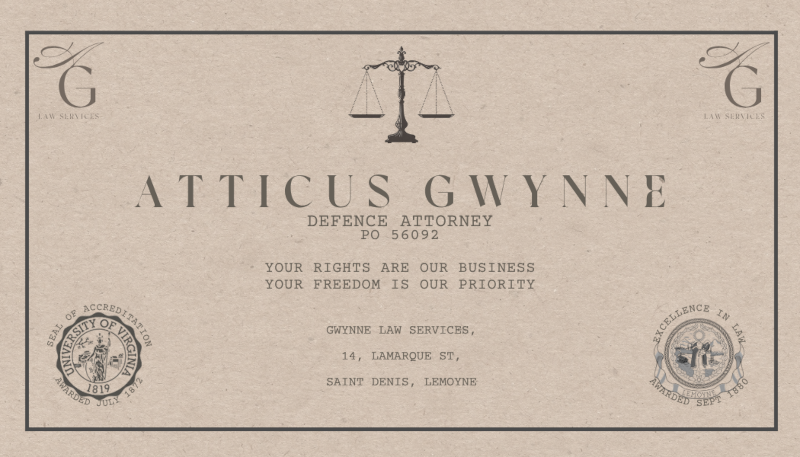 AG
LAW SERVICES
AG
LAW SERVICES
ATTICUS GWYNNE
DEFENCE ATTORNEY
PO 56092
YOUR RIGHTS ARE OUR BUSINESS
YOUR FREEDOM IS OUR PRIORITY
GWYNNE LAW SERVICES,
14, LAMARQUE ST,
SAINT DENIS, LEMOYNE
SEAL OF ACCREDITATION
UNIVERSITY OF VIRGINIA
1819
AWARDED JULY 1872
EXCELLENCE IN LAW
AWARDED SEPT 1880